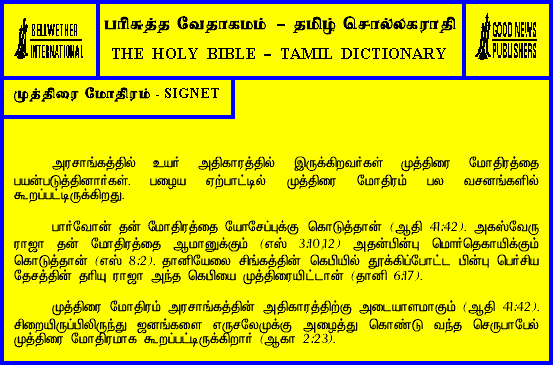 BELLWETHER
INTERNATIONAL
பரிசுத்த வேதாகமம் – தமிழ் சொல்லகராதி
THE HOLY BIBLE – TAMIL DICTIONARY
GOOD NEWS
PUBLISHERS
முத்திரை மோதிரம் - SIGNET
அரசாங்கத்தில் உயர் அதிகாரத்தில் இருக்கிறவர்கள் முத்திரை மோதிரத்தை
பயன்படுத்தினார்கள். பழைய ஏற்பாட்டில் முத்திரை மோதிரம் பல வசனங்களில்
கூறப்பட்டிருக்கிறது.
பார்வோன் தன் மோதிரத்தை யோசேப்புக்கு கொடுத்தான் (ஆதி 41:42). அகஸ்வேரு
ராஜா தன் மோதிரத்தை ஆமானுக்கும் (எஸ் 3:10,12) அதன்பின்பு மொர்தெகாயிக்கும்
கொடுத்தான் (எஸ் 8:2). தானியேலை சிங்கத்தின் கெபியில் தூக்கிப்போட்ட பின்பு பெர்சிய
தேசத்தின் தரியு ராஜா அந்த கெபியை முத்திரையிட்டான் (தானி 6:17).
முத்திரை மோதிரம் அரசாங்கத்தின் அதிகாரத்திற்கு அடையாளமாகும் (ஆதி 41:42).
சிறையிருப்பிலிருந்து ஜனங்களை எருசலேமுக்கு அழைத்து கொண்டு வந்த செருபாபேல்
முத்திரை மோதிரமாக கூறப்பட்டிருக்கிறார் (ஆகா 2:23).